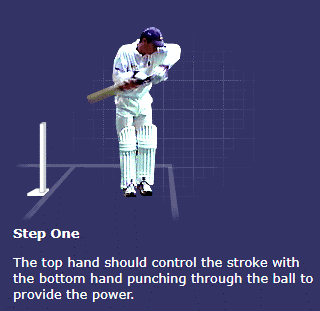 Step One
The top hand should control the stroke with
the bottom hand punching through the ball to
provide the power.